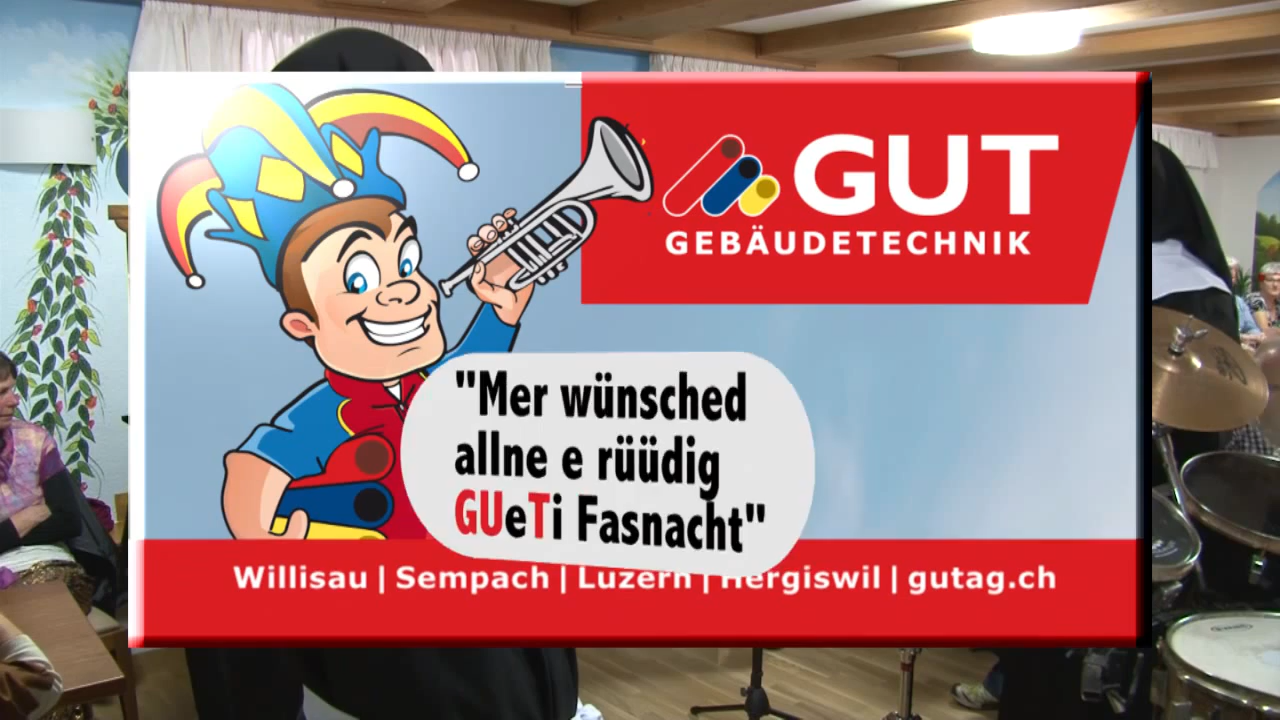 GUT
GEBÄUDETECHNIK
"Mer wünsched
allne e rüüdig
GUeTi Fasnacht"
Willisau | Sempach | Luzern | Hergiswil | gutag.ch